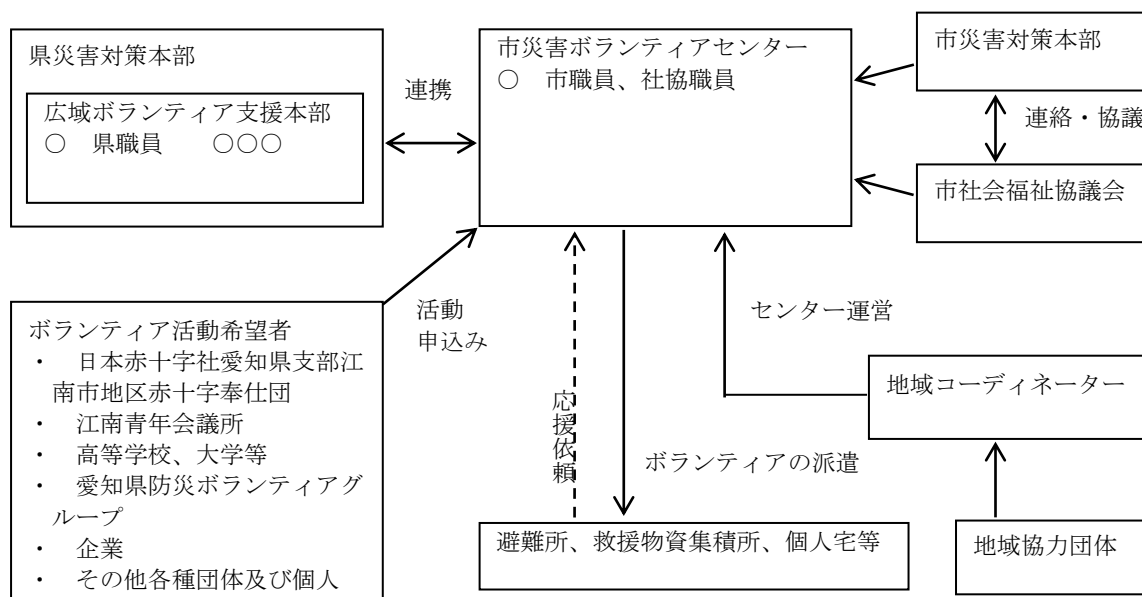 県災害対策本部
広域ボランティア支援本部
○ 県職員 ○○○
連携
市災害ボランティアセンター
○ 市職員、社協職員
市災害対策本部
連絡・協議
市社会福祉協議会
ボランティア活動希望者
・ 日本赤十字社愛知県支部江
南市地区赤十字奉仕団
・ 江南青年会議所
・ 高等学校、大学等
・ 愛知県防災ボランティアグ
ループ
・ 企業
・ その他各種団体及び個人
活動
申込み
応援依頼
ボランティアの派遣
センター運営
地域コーディネーター
避難所、救援物資集積所、個人宅等
地域協力団体